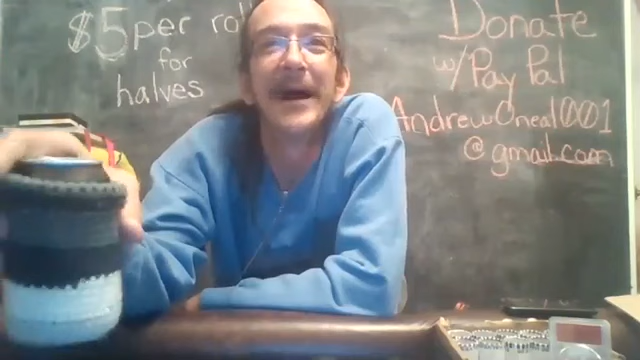 $5 per roll
for
halves
Donate
w/PayPal
AndrewOneal001
@gmail.com